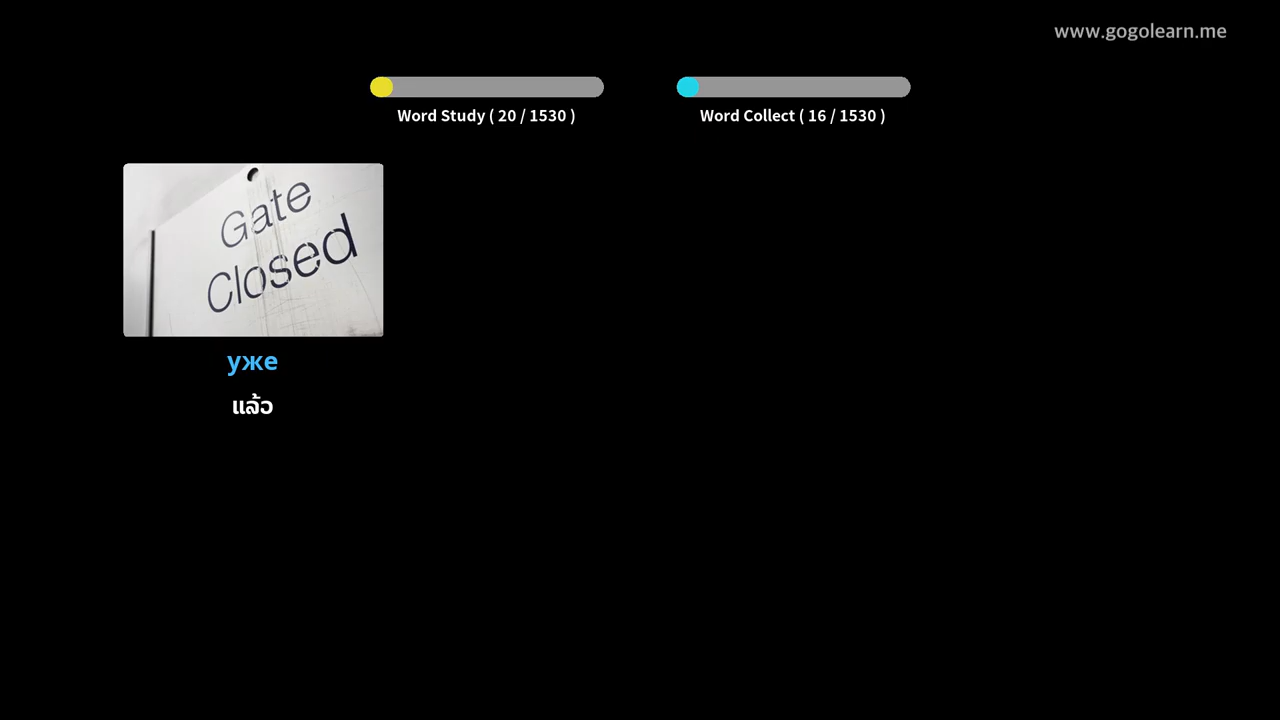 www.gogolearn.me
Word Study ( 20 / 1530 )
Word Collect ( 16 / 1530 )
Gate
Closed
уже
แล้ว